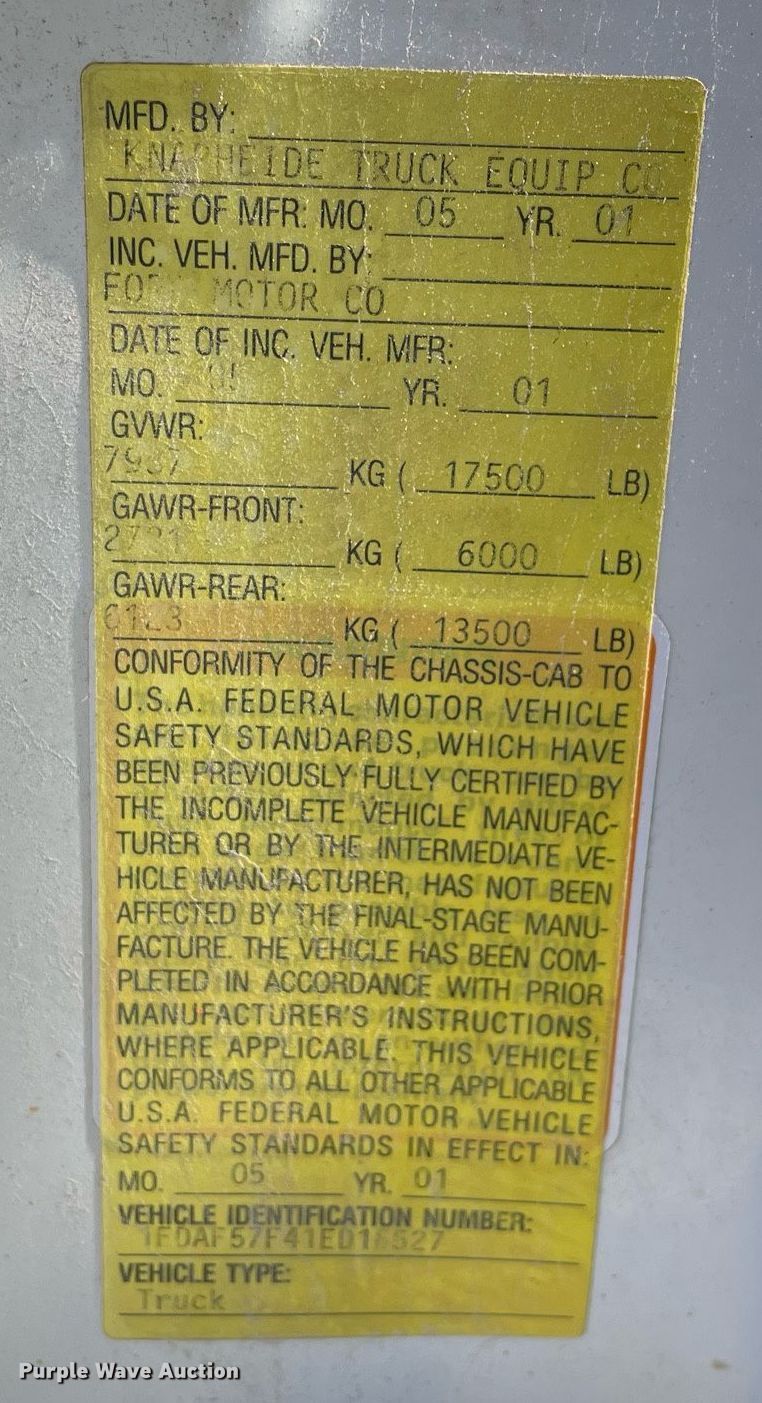 MFD. BY:
KNAPHEIDE TRUCK EQUIP CO
DATE OF MFR: MO. 05 YR. 01
INC. VEH. MFD. BY:
FORD MOTOR CO
DATE OF INC. VEH. MFR:
MO. YR. 01
GVWR:
7937 KG ( 17500 LB)
GAWR-FRONT:
KG ( 6000 LB)
GAWR-REAR:
KG ( 13500 LB)
CONFORMITY OF THE CHASSIS-CAB TO
U.S.A. FEDERAL MOTOR VEHICLE
SAFETY STANDARDS, WHICH HAVE
BEEN PREVIOUSLY FULLY CERTIFIED BY
THE INCOMPLETE VEHICLE MANUFAC-
TURER OR BY THE INTERMEDIATE VE-
HICLE MANUFACTURER, HAS NOT BEEN
AFFECTED BY THE FINAL-STAGE MANU-
FACTURE. THE VEHICLE HAS BEEN COM-
PLETED IN ACCORDANCE WITH PRIOR
MANUFACTURER'S INSTRUCTIONS,
WHERE APPLICABLE. THIS VEHICLE
CONFORMS TO ALL OTHER APPLICABLE
U.S.A. FEDERAL MOTOR VEHICLE
SAFETY STANDARDS IN EFFECT IN:
MO. 05 YR. 01
VEHICLE IDENTIFICATION NUMBER:
VEHICLE TYPE:
Truck
Purple Wave Auction